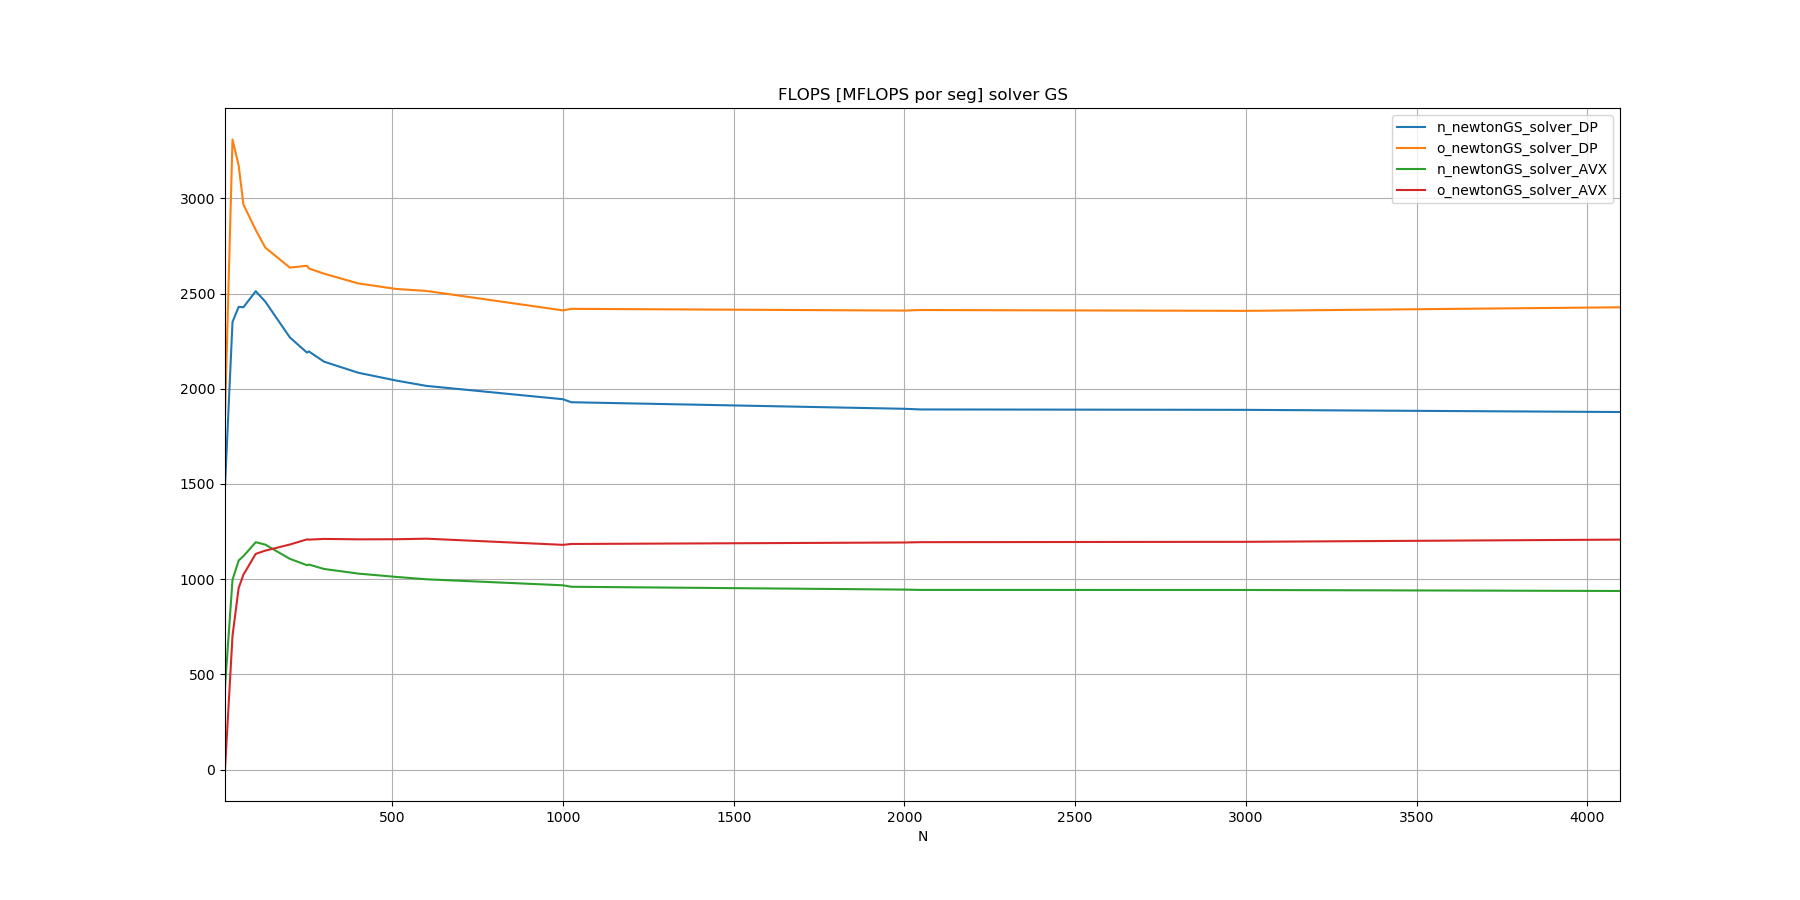 FLOPS [MFLOPS por seg] solver GS
n_newtonGS_solver_DP
o_newtonGS_solver_DP
n_newtonGS_solver_AVX
o_newtonGS_solver_AVX
3000
2500
2000
1500
1000
500
0
500 1000 1500 2000 2500 3000 3500 4000
N